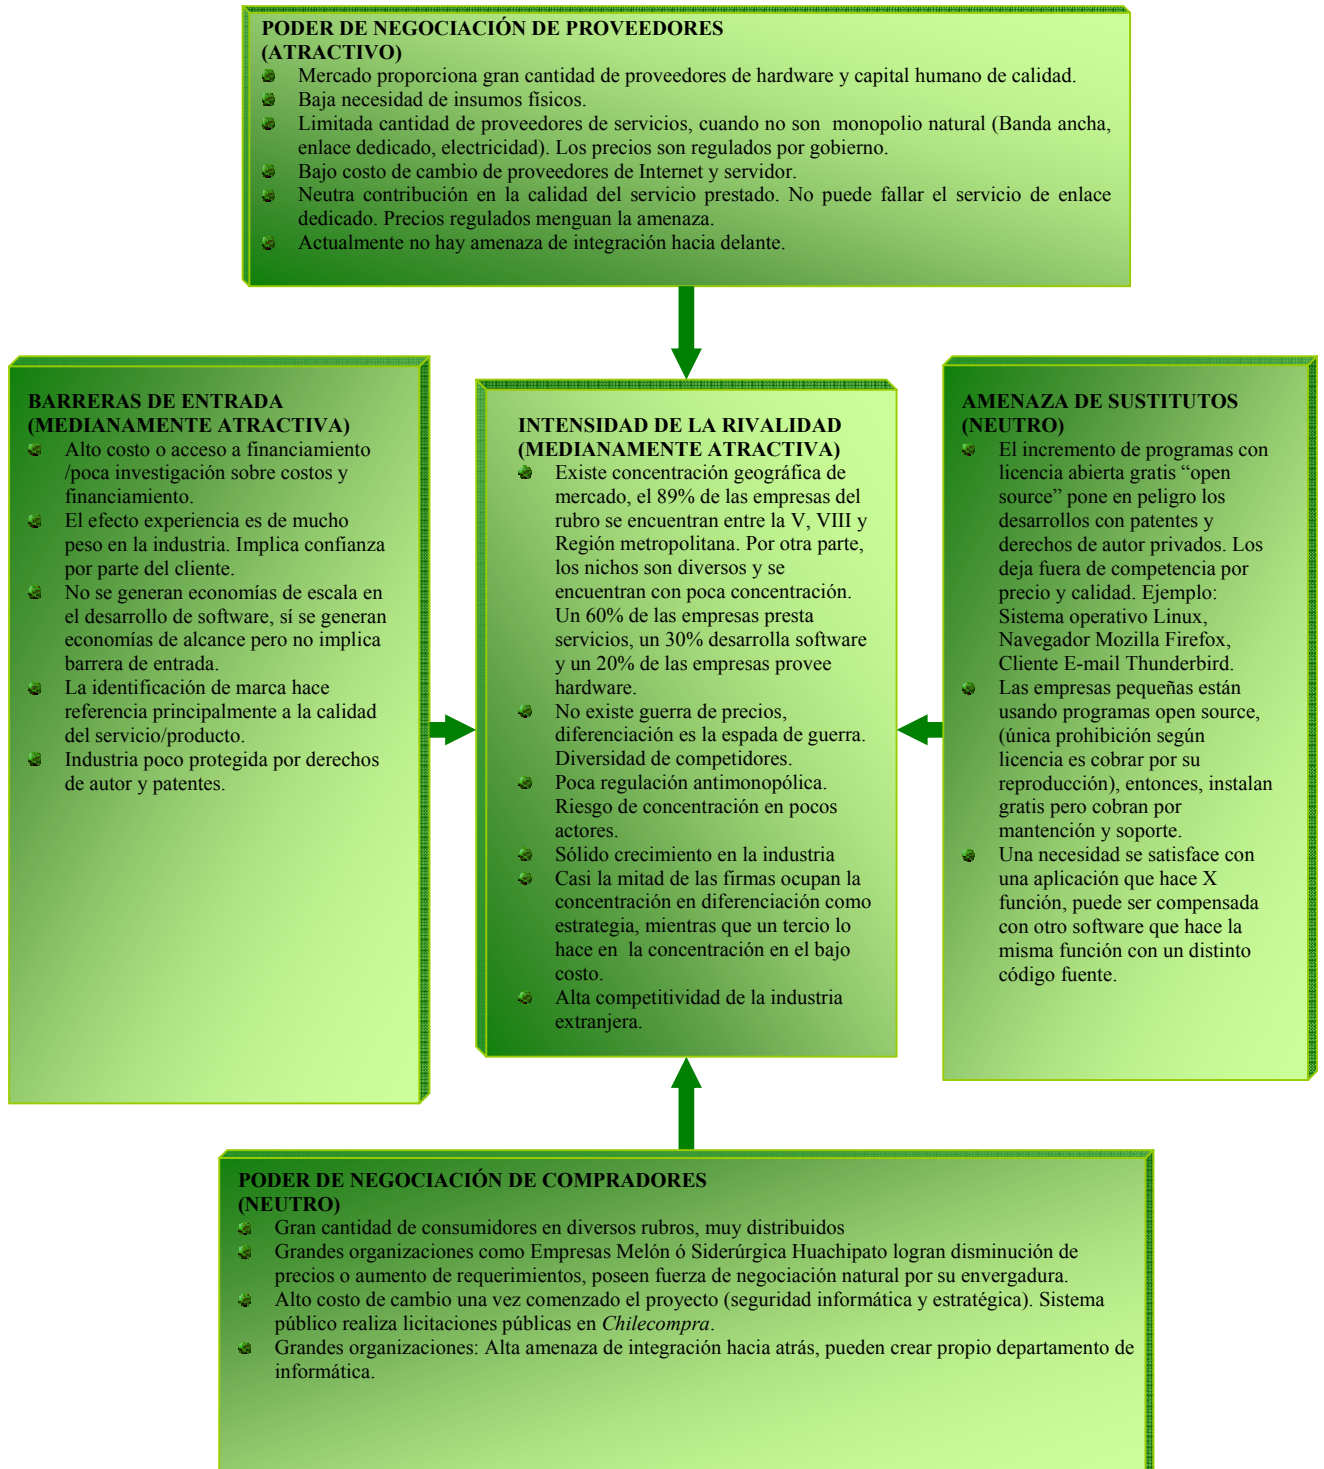 PODER DE NEGOCIACIÓN DE PROVEEDORES
(ATRACTIVO)
Mercado proporciona gran cantidad de proveedores de hardware y capital humano de calidad.
Baja necesidad de insumos físicos.
Limitada cantidad de proveedores de servicios, cuando no son monopolio natural (Banda ancha,
enlace dedicado, electricidad). Los precios son regulados por gobierno.
Bajo costo de cambio de proveedores de Internet y servidor.
Neutra contribución en la calidad del servicio prestado. No puede fallar el servicio de enlace
dedicado. Precios regulados menguan la amenaza.
Actualmente no hay amenaza de integración hacia delante.
BARRERAS DE ENTRADA
(MEDIANAMENTE ATRACTIVA)
Alto costo o acceso a financiamiento
/poca investigación sobre costos y
financiamiento.
El efecto experiencia es de mucho
peso en la industria. Implica confianza
por parte del cliente.
No se generan economías de escala en
el desarrollo de software, sí se generan
economías de alcance pero no implica
barrera de entrada.
La identificación de marca hace
referencia principalmente a la calidad
del servicio/producto.
Industria poco protegida por derechos
de autor y patentes.
INTENSIDAD DE LA RIVALIDAD
(MEDIANAMENTE ATRACTIVA)
Existe concentración geográfica de
mercado, el 89% de las empresas del
rubro se encuentran entre la V, VIII y
Región metropolitana. Por otra parte,
los nichos son diversos y se
encuentran con poca concentración.
Un 60% de las empresas presta
servicios, un 30% desarrolla software
y un 20% de las empresas provee
hardware.
No existe guerra de precios,
diferenciación es la espada de guerra.
Diversidad de competidores.
Poca regulación antimonopólica.
Riesgo de concentración en pocos
actores.
Sólido crecimiento en la industria
Casi la mitad de las firmas ocupan la
concentración en diferenciación como
estrategia, mientras que un tercio lo
hace en la concentración en el bajo
costo.
Alta competitividad de la industria
extranjera.
AMENAZA DE SUSTITUTOS
(NEUTRO)
El incremento de programas con
licencia abierta gratis “open
source” pone en peligro los
desarrollos con patentes y
derechos de autor privados. Los
deja fuera de competencia por
precio y calidad. Ejemplo:
Sistema operativo Linux,
Navegador Mozilla Firefox,
Cliente E-mail Thunderbird.
Las empresas pequeñas están
usando programas open source,
(única prohibición según
licencia es cobrar por su
reproducción), entonces, instalan
gratis pero cobran por
mantención y soporte.
Una necesidad se satisface con
una aplicación que hace X
función, puede ser compensada
con otro software que hace la
misma función con un distinto
código fuente.
PODER DE NEGOCIACIÓN DE COMPRADORES
(NEUTRO)
Gran cantidad de consumidores en diversos rubros, muy distribuidos
Grandes organizaciones como Empresas Melón ó Siderúrgica Huachipato logran disminución de
precios o aumento de requerimientos, poseen fuerza de negociación natural por su envergadura.
Alto costo de cambio una vez comenzado el proyecto (seguridad informática y estratégica). Sistema
público realiza licitaciones públicas en Chilecompra.
Grandes organizaciones: Alta amenaza de integración hacia atrás, pueden crear propio departamento de
informática.